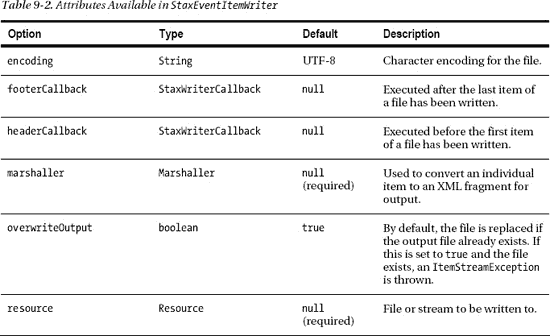 Table 9-2. Attributes Available in StaxEventItemWriter
Option Type Default Description
encoding String UTF-8 Character encoding for the file.
footerCallback StaxWriterCallback null Executed after the last item of
a file has been written.
headerCallback StaxWriterCallback null Executed before the first item
of a file has been written.
marshaller Marshaller null Used to convert an individual
(required) item to an XML fragment for
output.
overwriteOutput boolean true By default, the file is replaced if
the output file already exists. If
this is set to true and the file
exists, an ItemStreamException
is thrown.
resource Resource null File or stream to be written to.
(required)